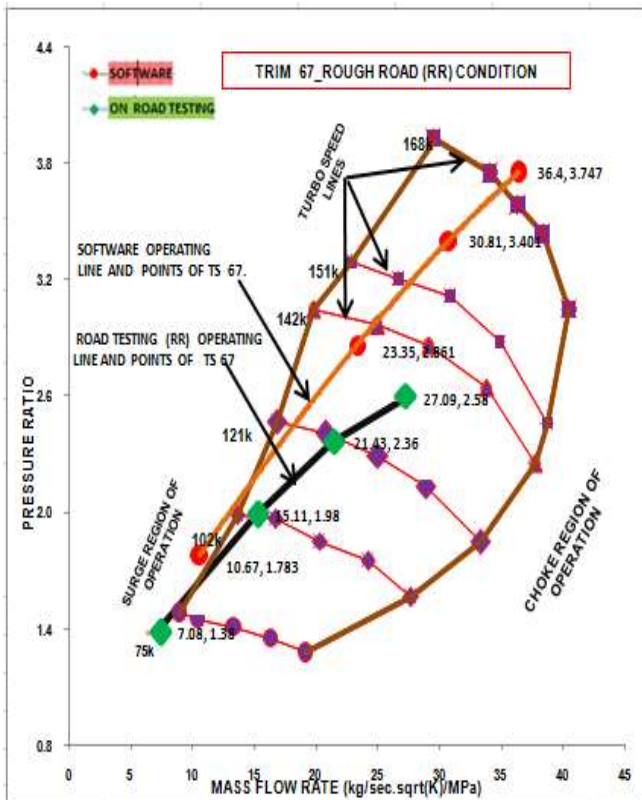 4.4
SOFTWARE
ON ROAD TESTING
TRIM 67_ROUGH ROAD (RR) CONDITION
3.8
168k
TURBO SPEED
LINES
36.4, 3.747
30.81, 3.401
SOFTWARE OPERATING
LINE AND POINTS OF TS 67.
3.2
151k
142k
ROAD TESTING (RR) OPERATING
LINE AND POINTS OF TS 67
23.35, 2.861
27.09, 2.58
2.6
121k
21.43, 2.36
PRESSURE RATIO
2.0
15.11, 1.98
102k
SURGE REGION OF
OPERATION
10.67, 1.783
CHOKE REGION OF
OPERATION
1.4
7.08, 1.38
75k
0.8
0
5
10
15
20
25
30
35
40
45
MASS FLOW RATE (kg/sec.sqrt(K)/MPa)